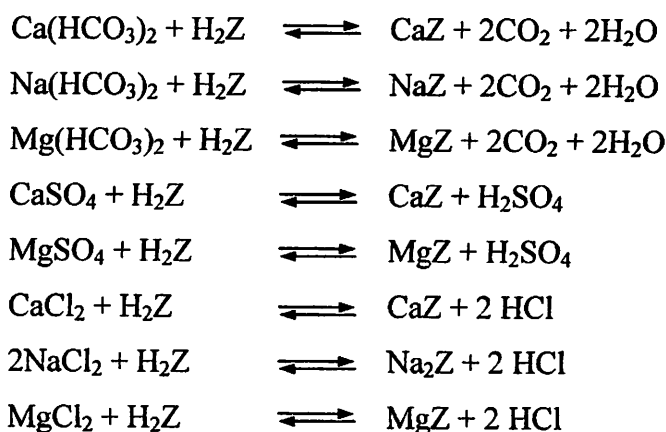 Ca(HCO₃)₂ + H₂Z ⇌ CaZ + 2CO₂ + 2H₂O
Na(HCO₃)₂ + H₂Z ⇌ NaZ + 2CO₂ + 2H₂O
Mg(HCO₃)₂ + H₂Z ⇌ MgZ + 2CO₂ + 2H₂O
CaSO₄ + H₂Z ⇌ CaZ + H₂SO₄
MgSO₄ + H₂Z ⇌ MgZ + H₂SO₄
CaCl₂ + H₂Z ⇌ CaZ + 2 HCl
2NaCl₂ + H₂Z ⇌ Na₂Z + 2 HCl
MgCl₂ + H₂Z ⇌ MgZ + 2 HCl